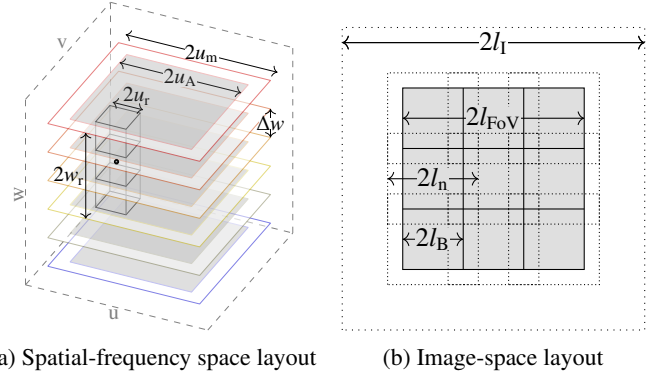 v
2u_m
2u_A
2u_r
Δw
2w_r
w
u
2l_I
2l_FoV
2l_n
2l_B
a) Spatial-frequency space layout
(b) Image-space layout